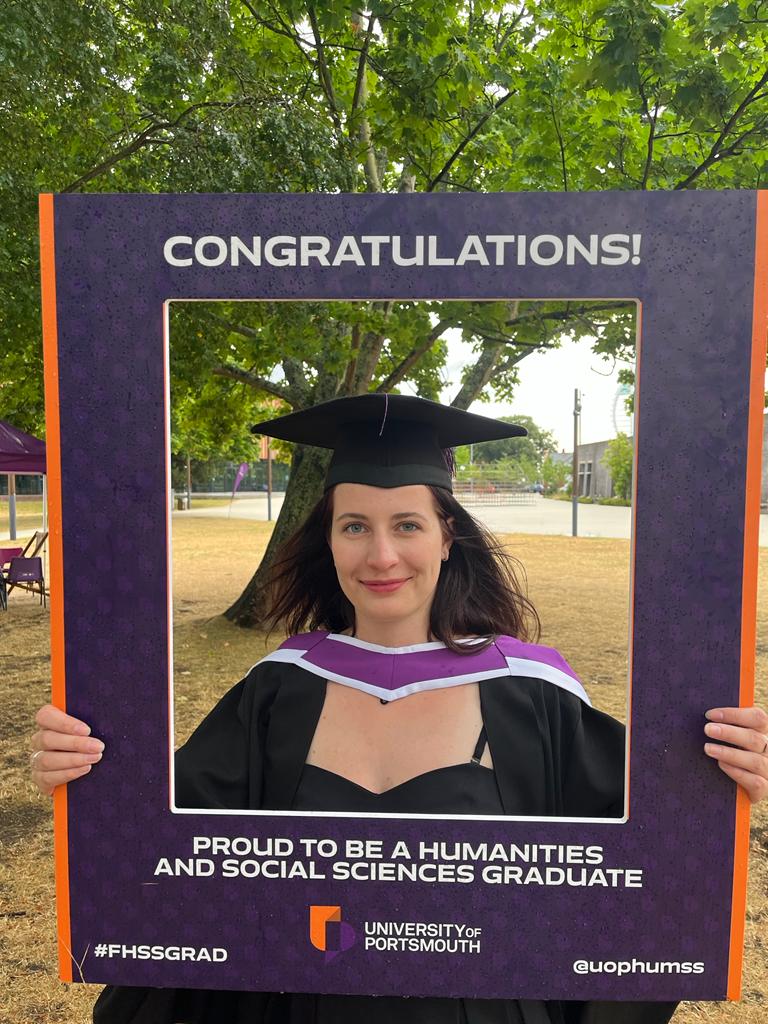 CONGRATULATIONS!
PROUD TO BE A HUMANITIES
AND SOCIAL SCIENCES GRADUATE
UNIVERSITY OF
PORTSMOUTH
#FHSSGRAD
@uophumss